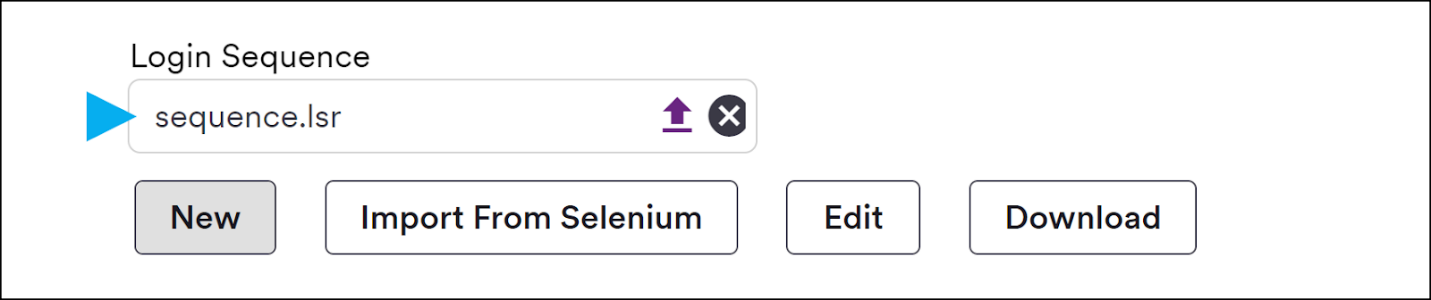 Login Sequence
sequence.lsr
New Import From Selenium Edit Download